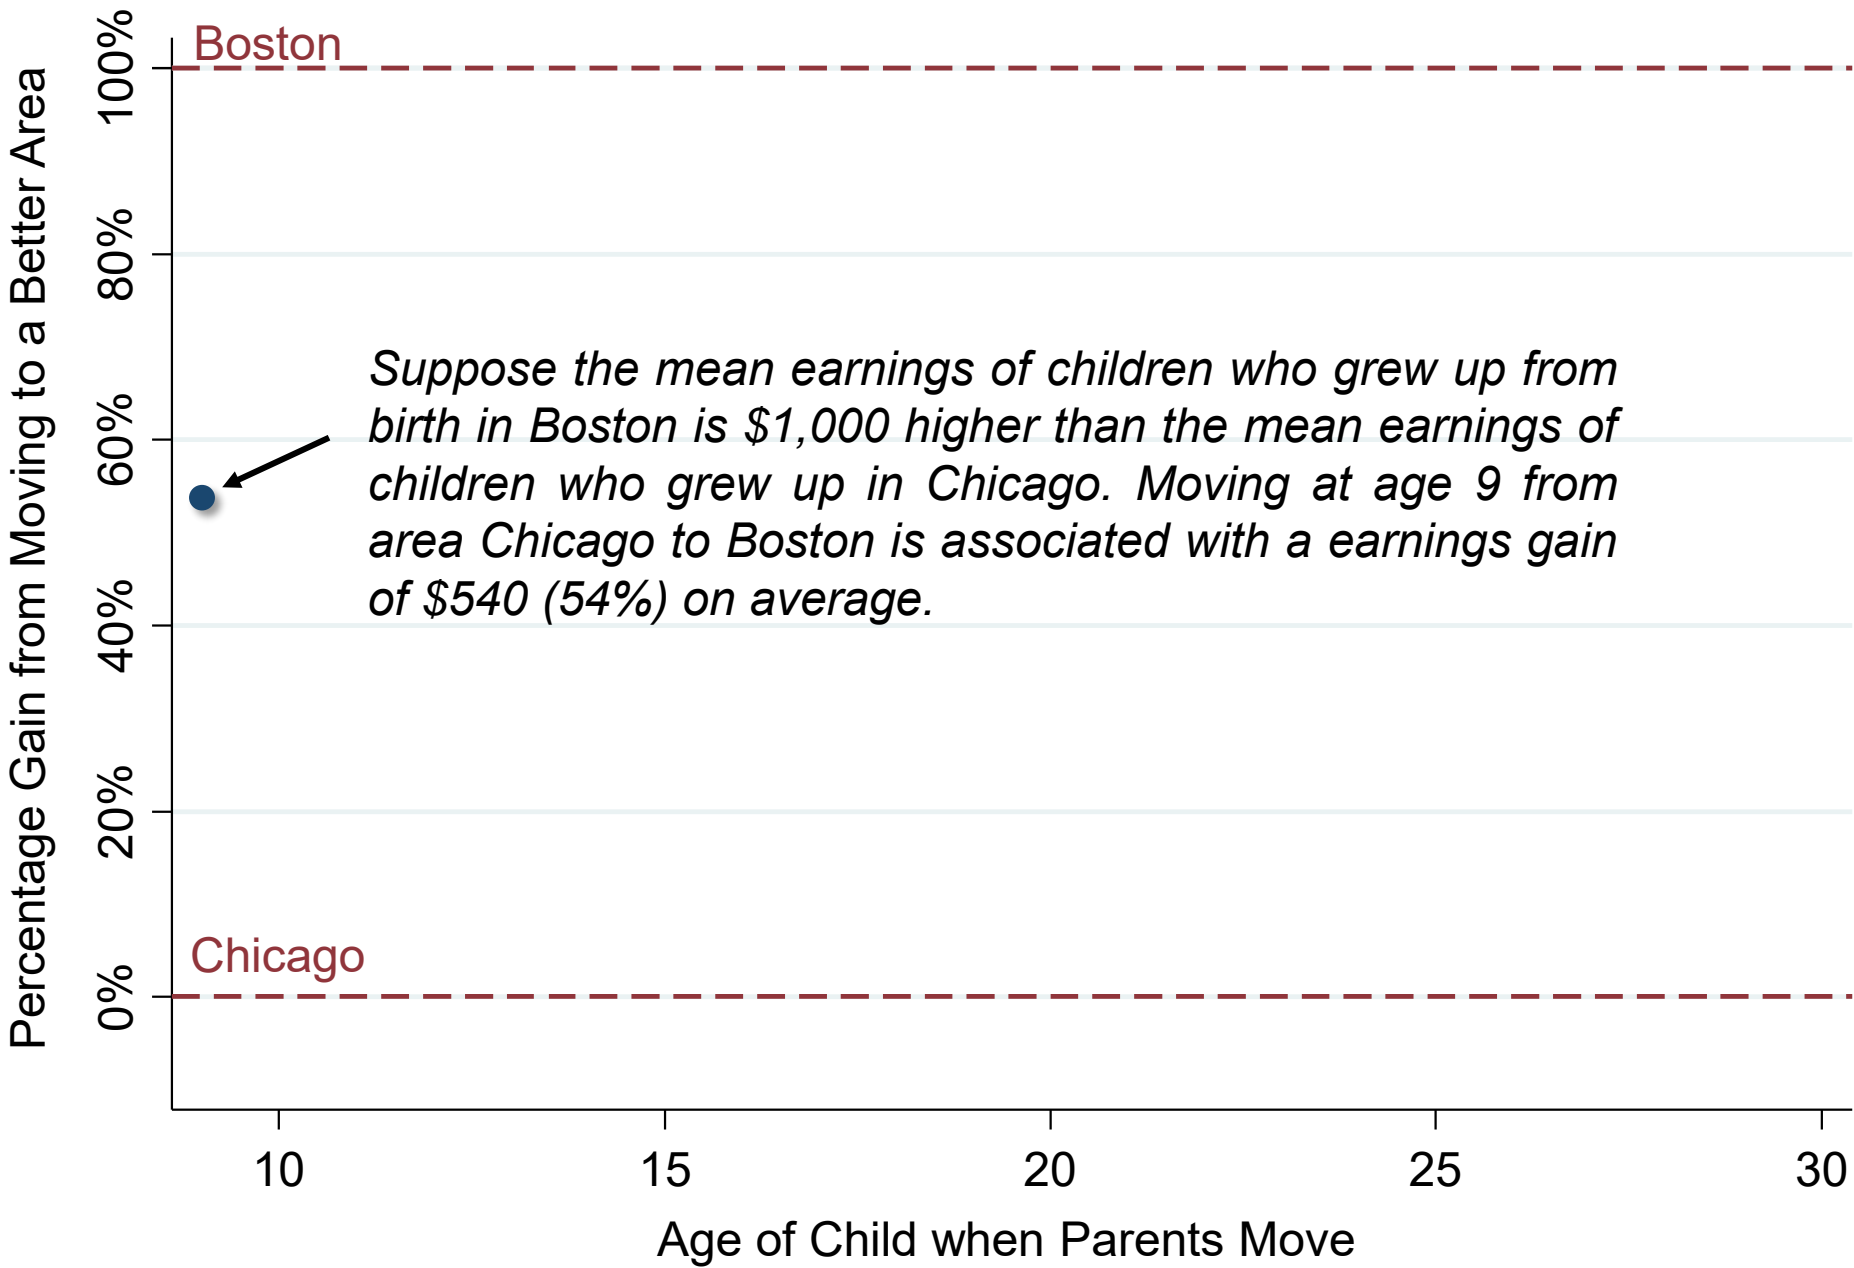 Percentage Gain from Moving to a Better Area
100%
80%
60%
40%
20%
0%
Boston
Suppose the mean earnings of children who grew up from
birth in Boston is $1,000 higher than the mean earnings of
children who grew up in Chicago. Moving at age 9 from
area Chicago to Boston is associated with a earnings gain
of $540 (54%) on average.
Chicago
10 15 20 25 30
Age of Child when Parents Move